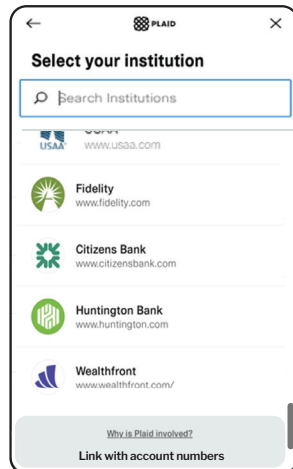 PLAID
Select your institution
Search Institutions
USAA
USAA
www.usaa.com
Fidelity
www.fidelity.com
Citizens Bank
www.citizensbank.com
Huntington Bank
www.huntington.com
Wealthfront
www.wealthfront.com/
Why is Plaid involved?
Link with account numbers